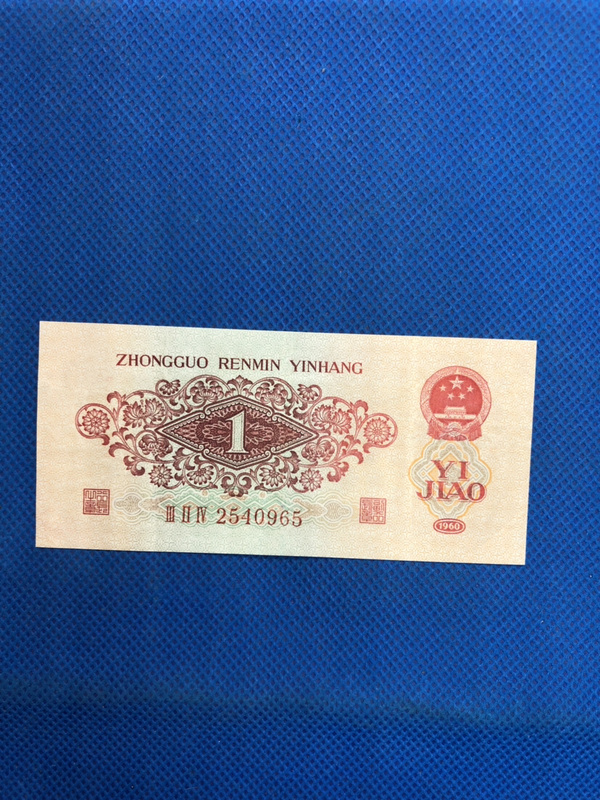 ZHONGGUO RENMIN YINHANG
1
YI
JIAO
III II IV 2540965
1960